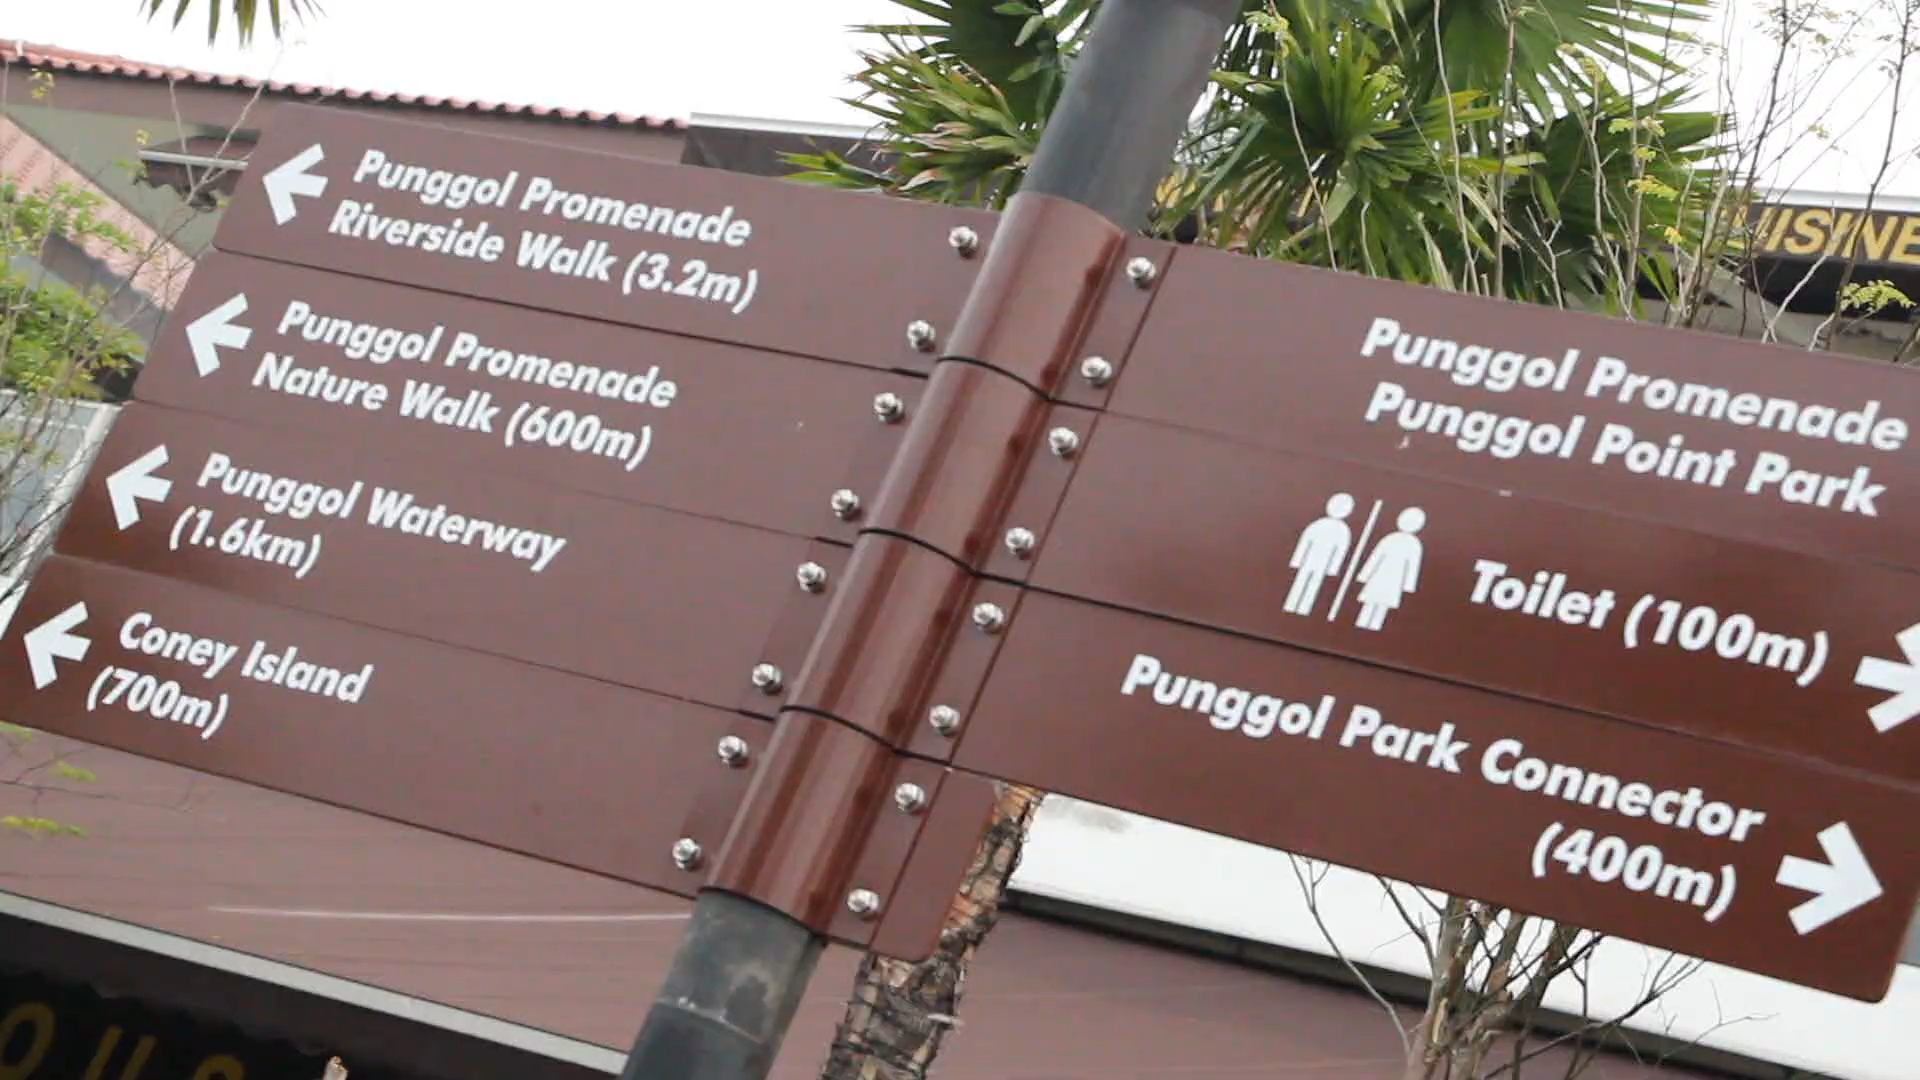 Punggol Promenade
Riverside Walk (3.2m)
Punggol Promenade
Nature Walk (600m)
Punggol Waterway
(1.6km)
Coney Island
(700m)
Punggol Promenade
Punggol Point Park
Toilet (100m)
Punggol Park Connector
(400m)